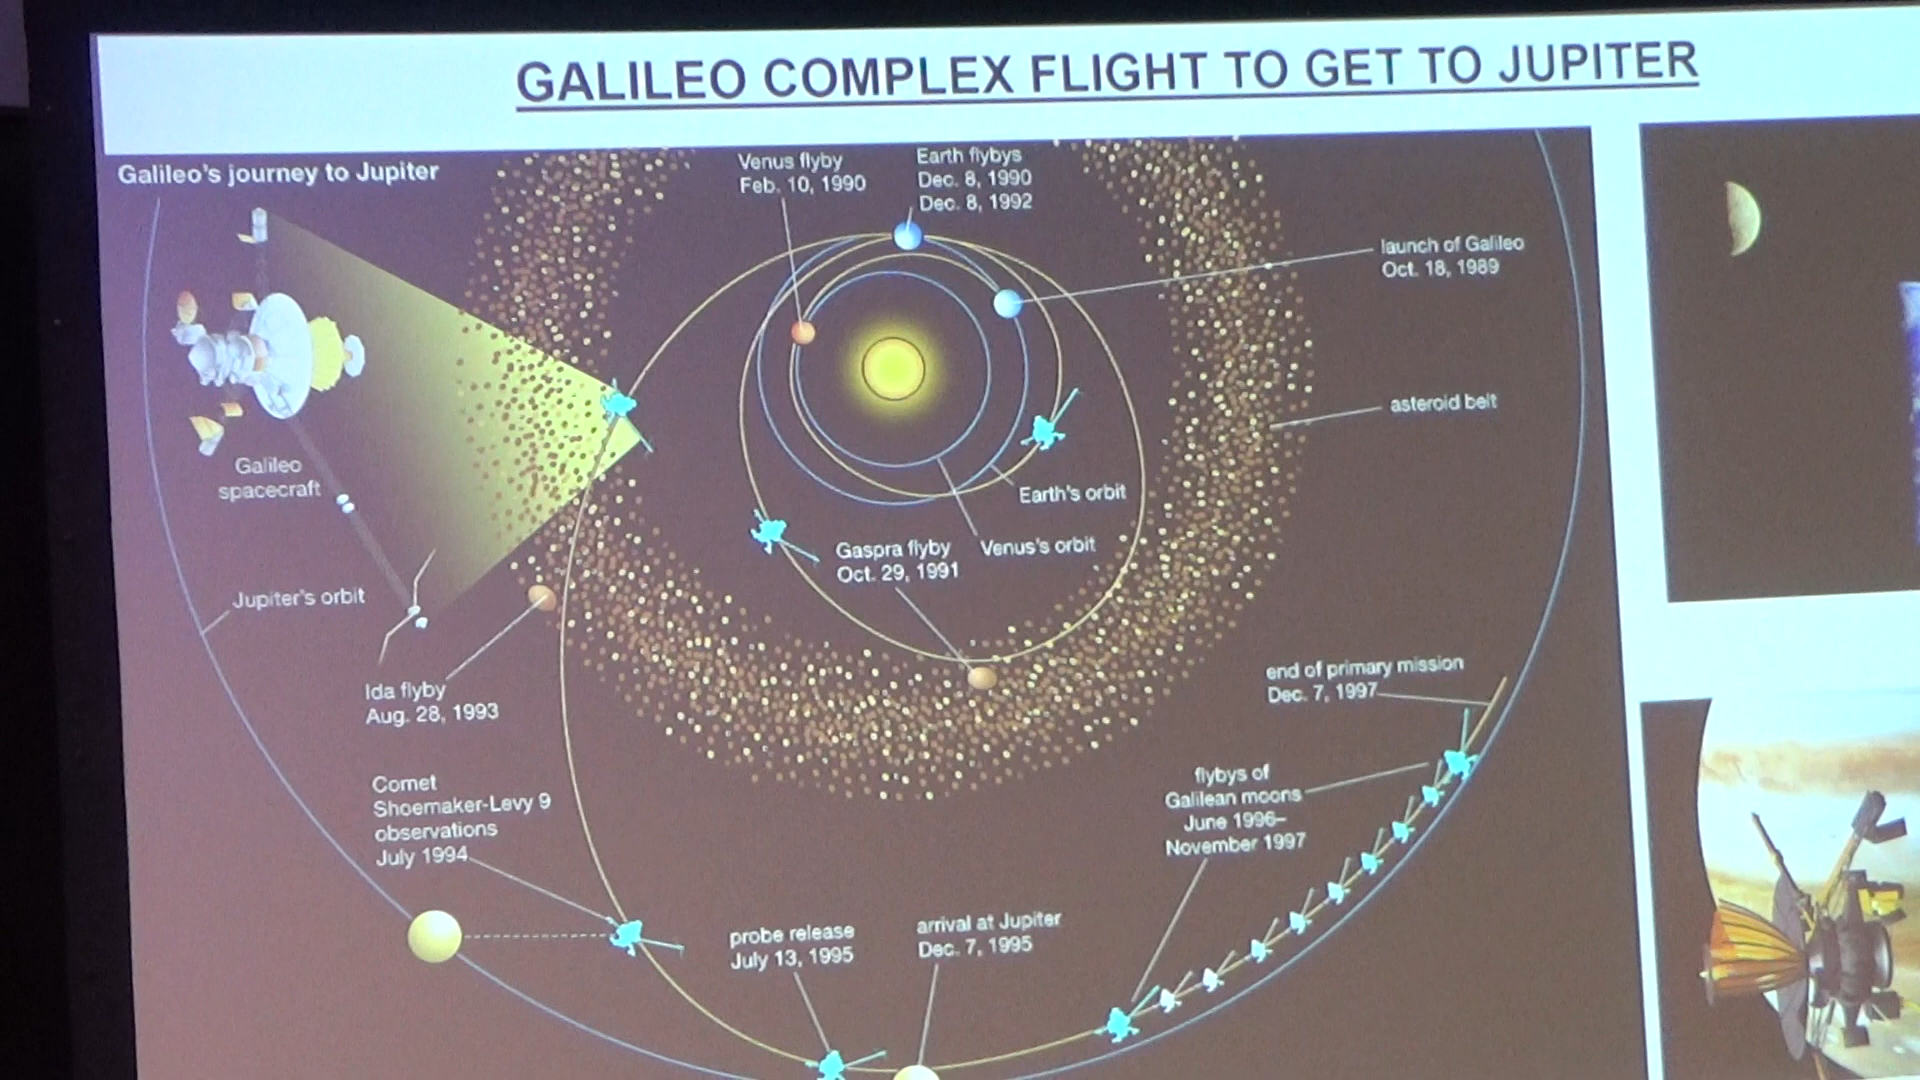 GALILEO COMPLEX FLIGHT TO GET TO JUPITER
Galileo's journey to Jupiter
Venus flyby
Feb. 10, 1990
Earth flybys
Dec. 8, 1990
Dec. 8, 1992
launch of Galileo
Oct. 18, 1989
asteroid belt
Galileo
spacecraft
Earth's orbit
Gaspra flyby
Oct. 29, 1991
Venus's orbit
Jupiter's orbit
Ida flyby
Aug. 28, 1993
end of primary mission
Dec. 7, 1997
Comet
Shoemaker-Levy 9
observations
July 1994
flybys of
Galilean moons
June 1996–
November 1997
probe release
July 13, 1995
arrival at Jupiter
Dec. 7, 1995